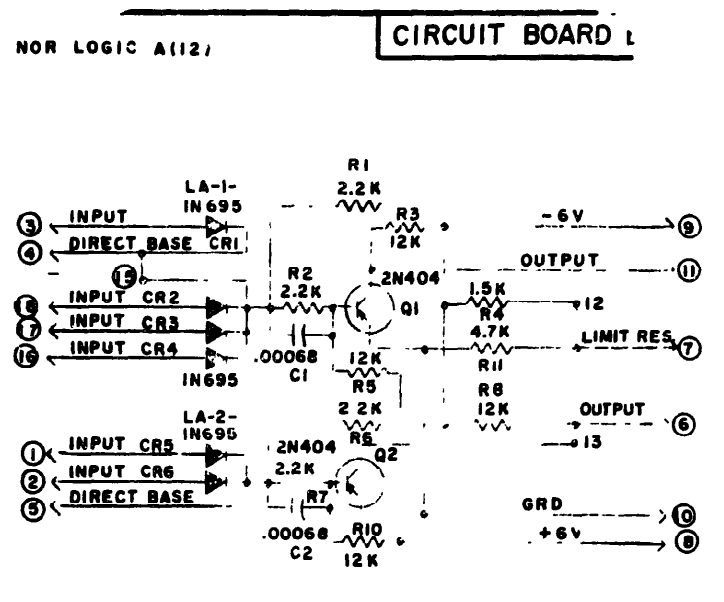 CIRCUIT BOARD
NOR LOGIC A(12)
R1
LA-1-
2.2K
IN695
R3
3 INPUT
-6V 9
12K
4 DIRECT BASE CR1
OUTPUT 11
15
R2
2N404
18 INPUT CR2
2.2K
1.5K
12
Q1
R4
17 INPUT CR3
4.7K
LIMIT RES 7
16 INPUT CR4
.00068
12K
R11
IN695
C1
R5
R8
LA-2-
2 2K
12K
OUTPUT 6
IN695
R6
13
1 INPUT CR5
2N404
Q2
2 INPUT CR6
2.2K
5 DIRECT BASE
R7
GRD 10
.00068
R10
+6V 8
C2
12K